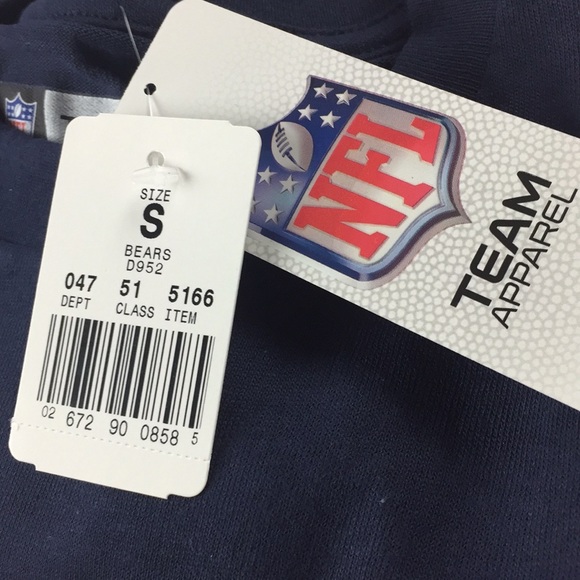 SIZE
S
BEARS
D952
047 51 5166
DEPT CLASS ITEM
02 672 90 0858 5
NFL
TEAM
APPAREL